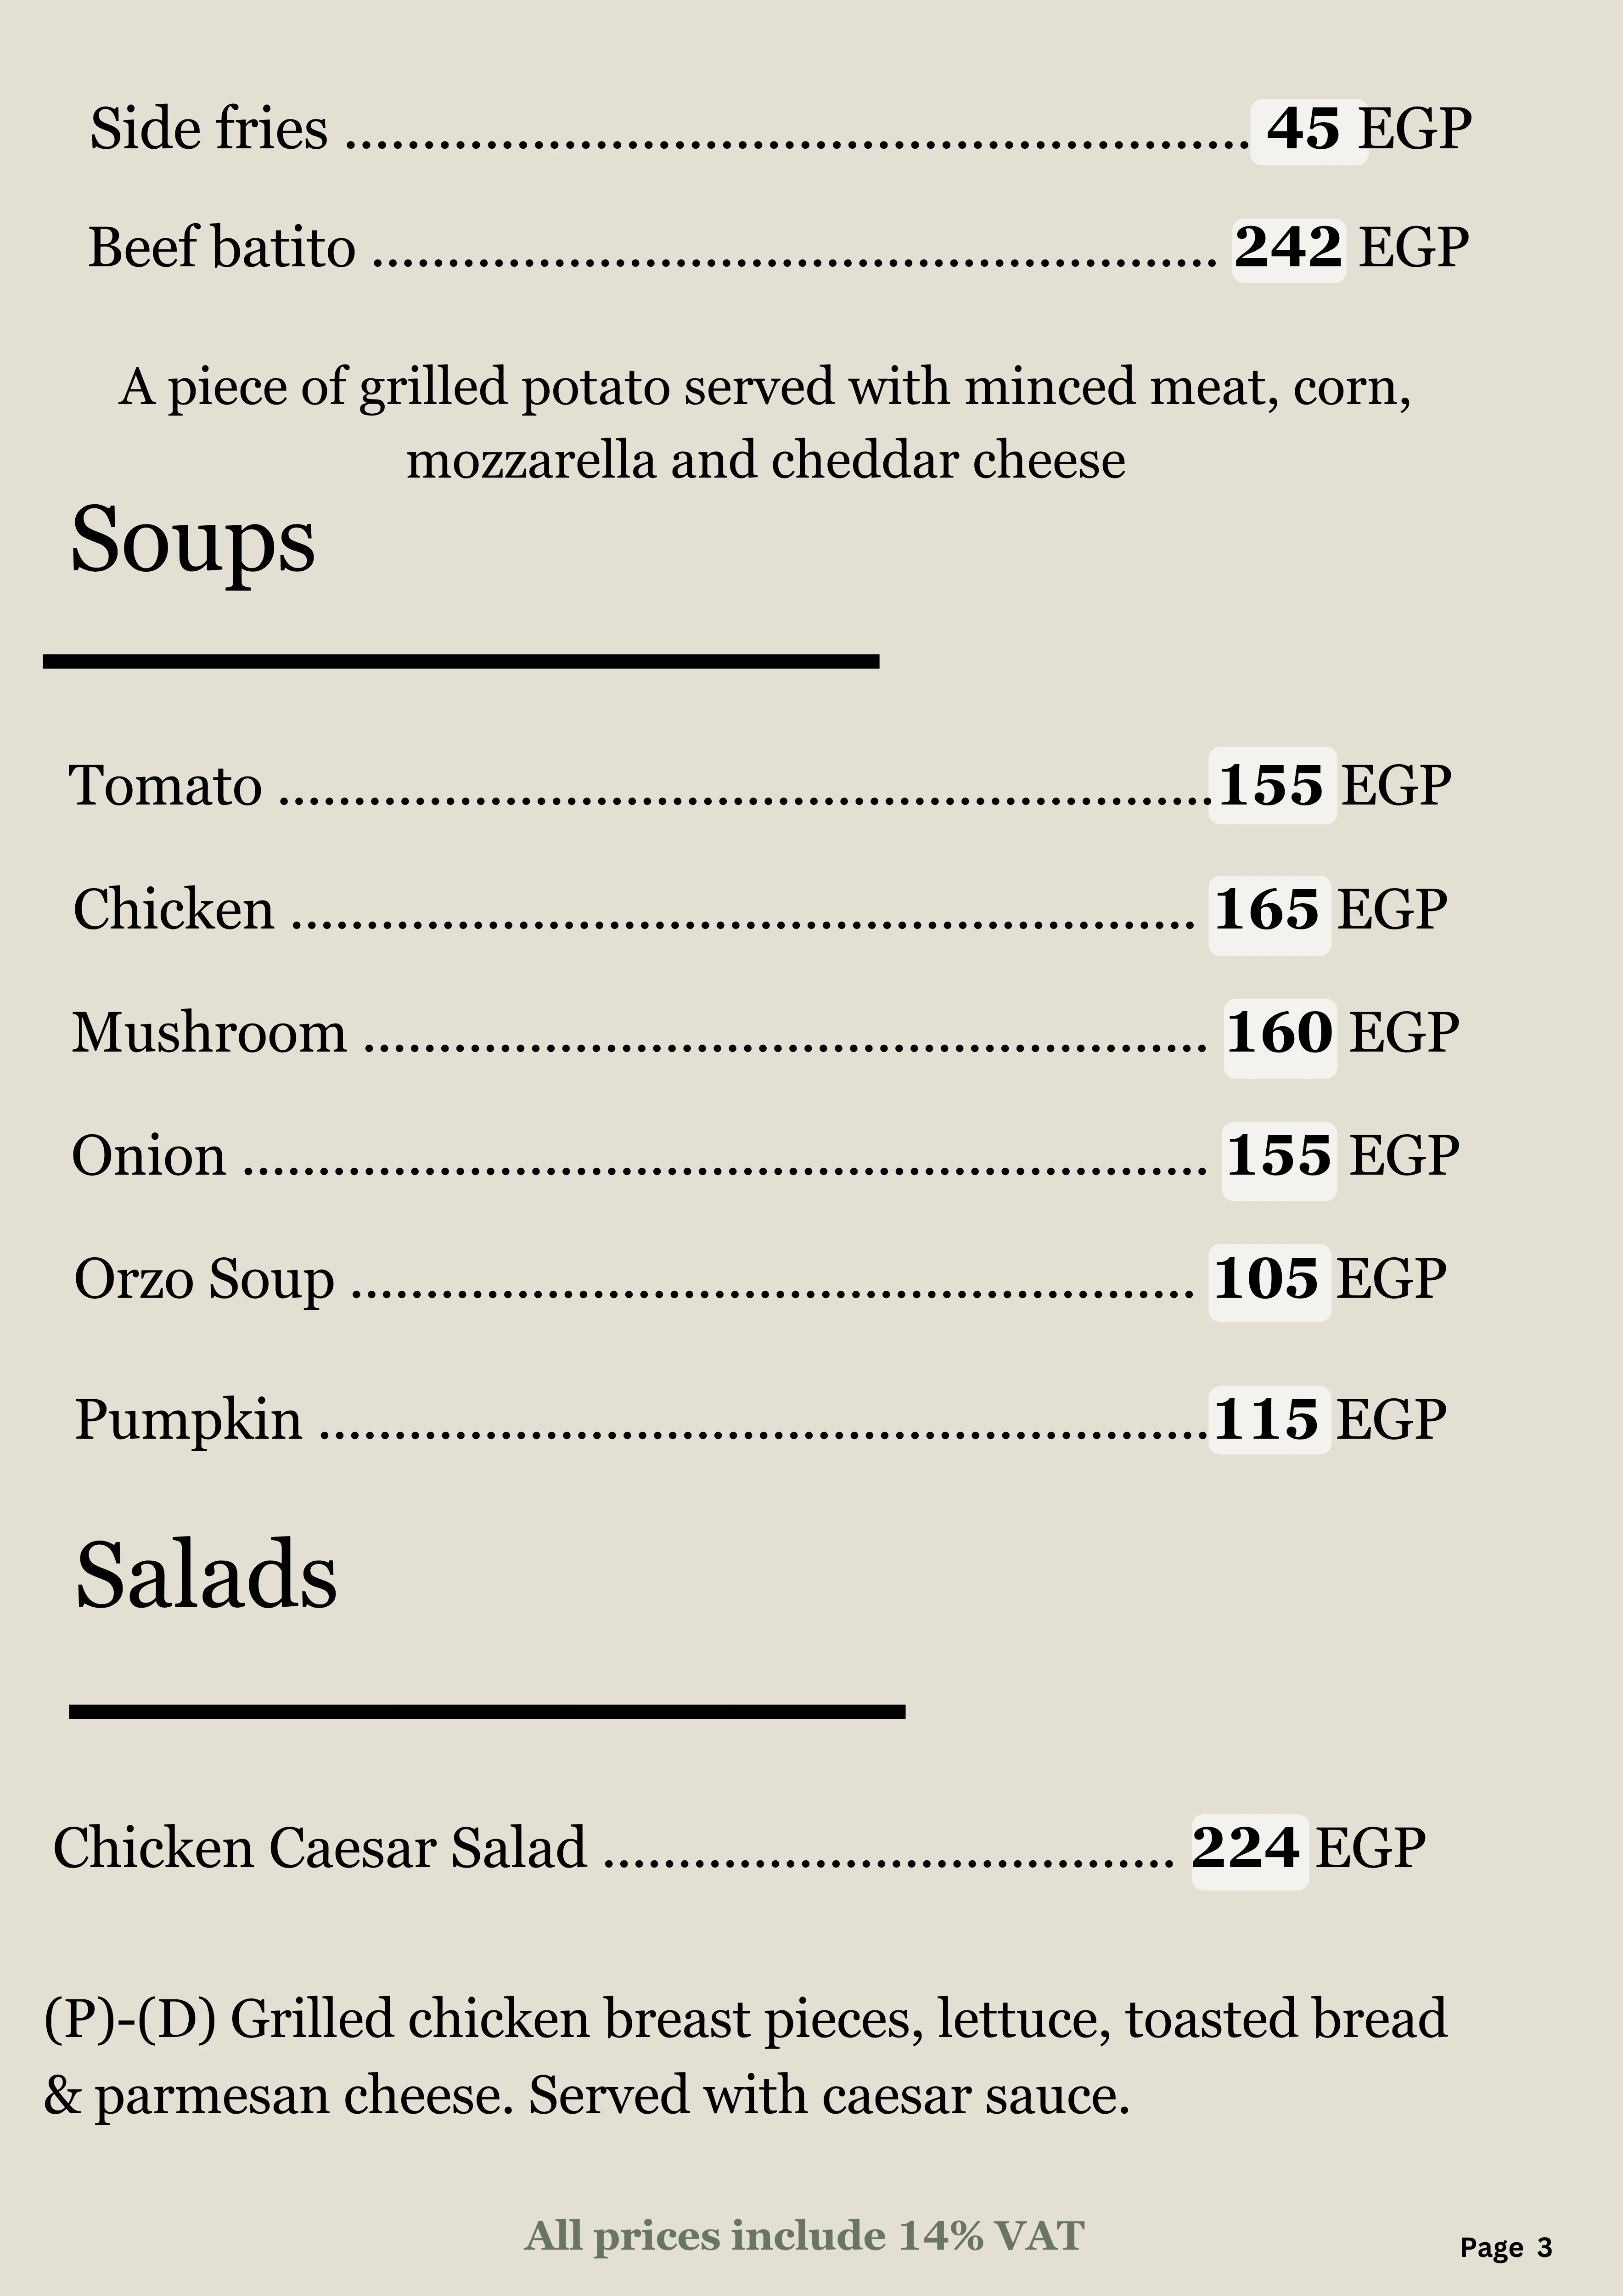 Side fries ............................................................ 45 EGP
Beef batito ........................................................ 242 EGP
A piece of grilled potato served with minced meat, corn,
mozzarella and cheddar cheese
Soups
Tomato ..............................................................155 EGP
Chicken ............................................................ 165 EGP
Mushroom ........................................................ 160 EGP
Onion ................................................................ 155 EGP
Orzo Soup ........................................................ 105 EGP
Pumpkin ...........................................................115 EGP
Salads
Chicken Caesar Salad ...................................... 224 EGP
(P)-(D) Grilled chicken breast pieces, lettuce, toasted bread
& parmesan cheese. Served with caesar sauce.
All prices include 14% VAT
Page 3